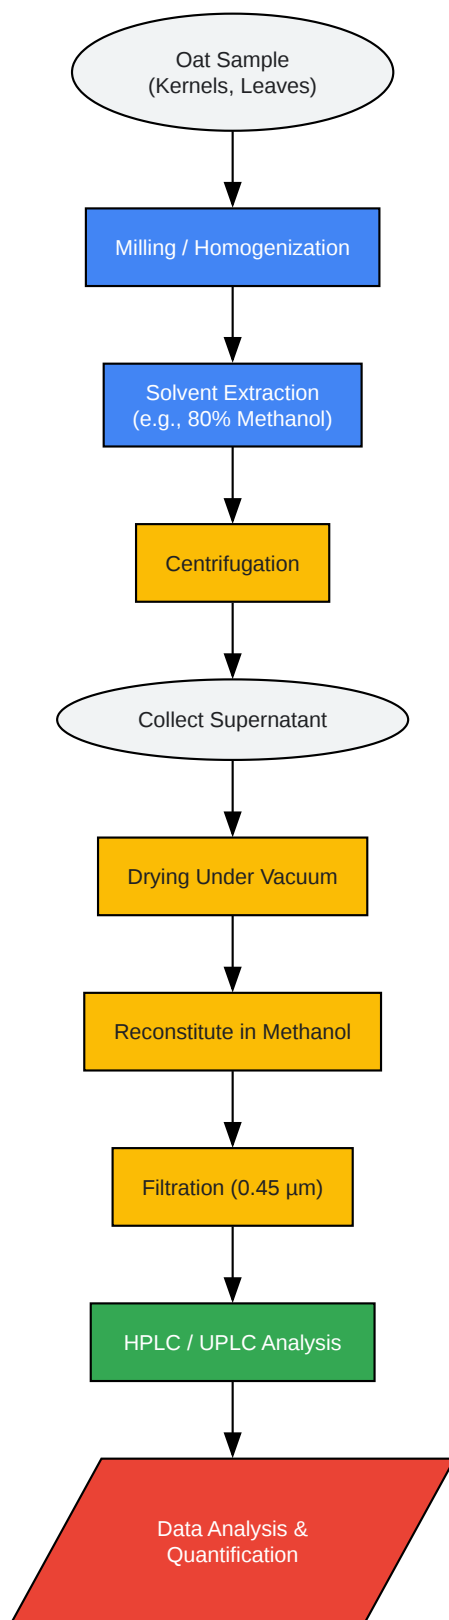 Oat Sample
(Kernels, Leaves)
Milling / Homogenization
Solvent Extraction
(e.g., 80% Methanol)
Centrifugation
Collect Supernatant
Drying Under Vacuum
Reconstitute in Methanol
Filtration (0.45 µm)
HPLC / UPLC Analysis
Data Analysis &
Quantification